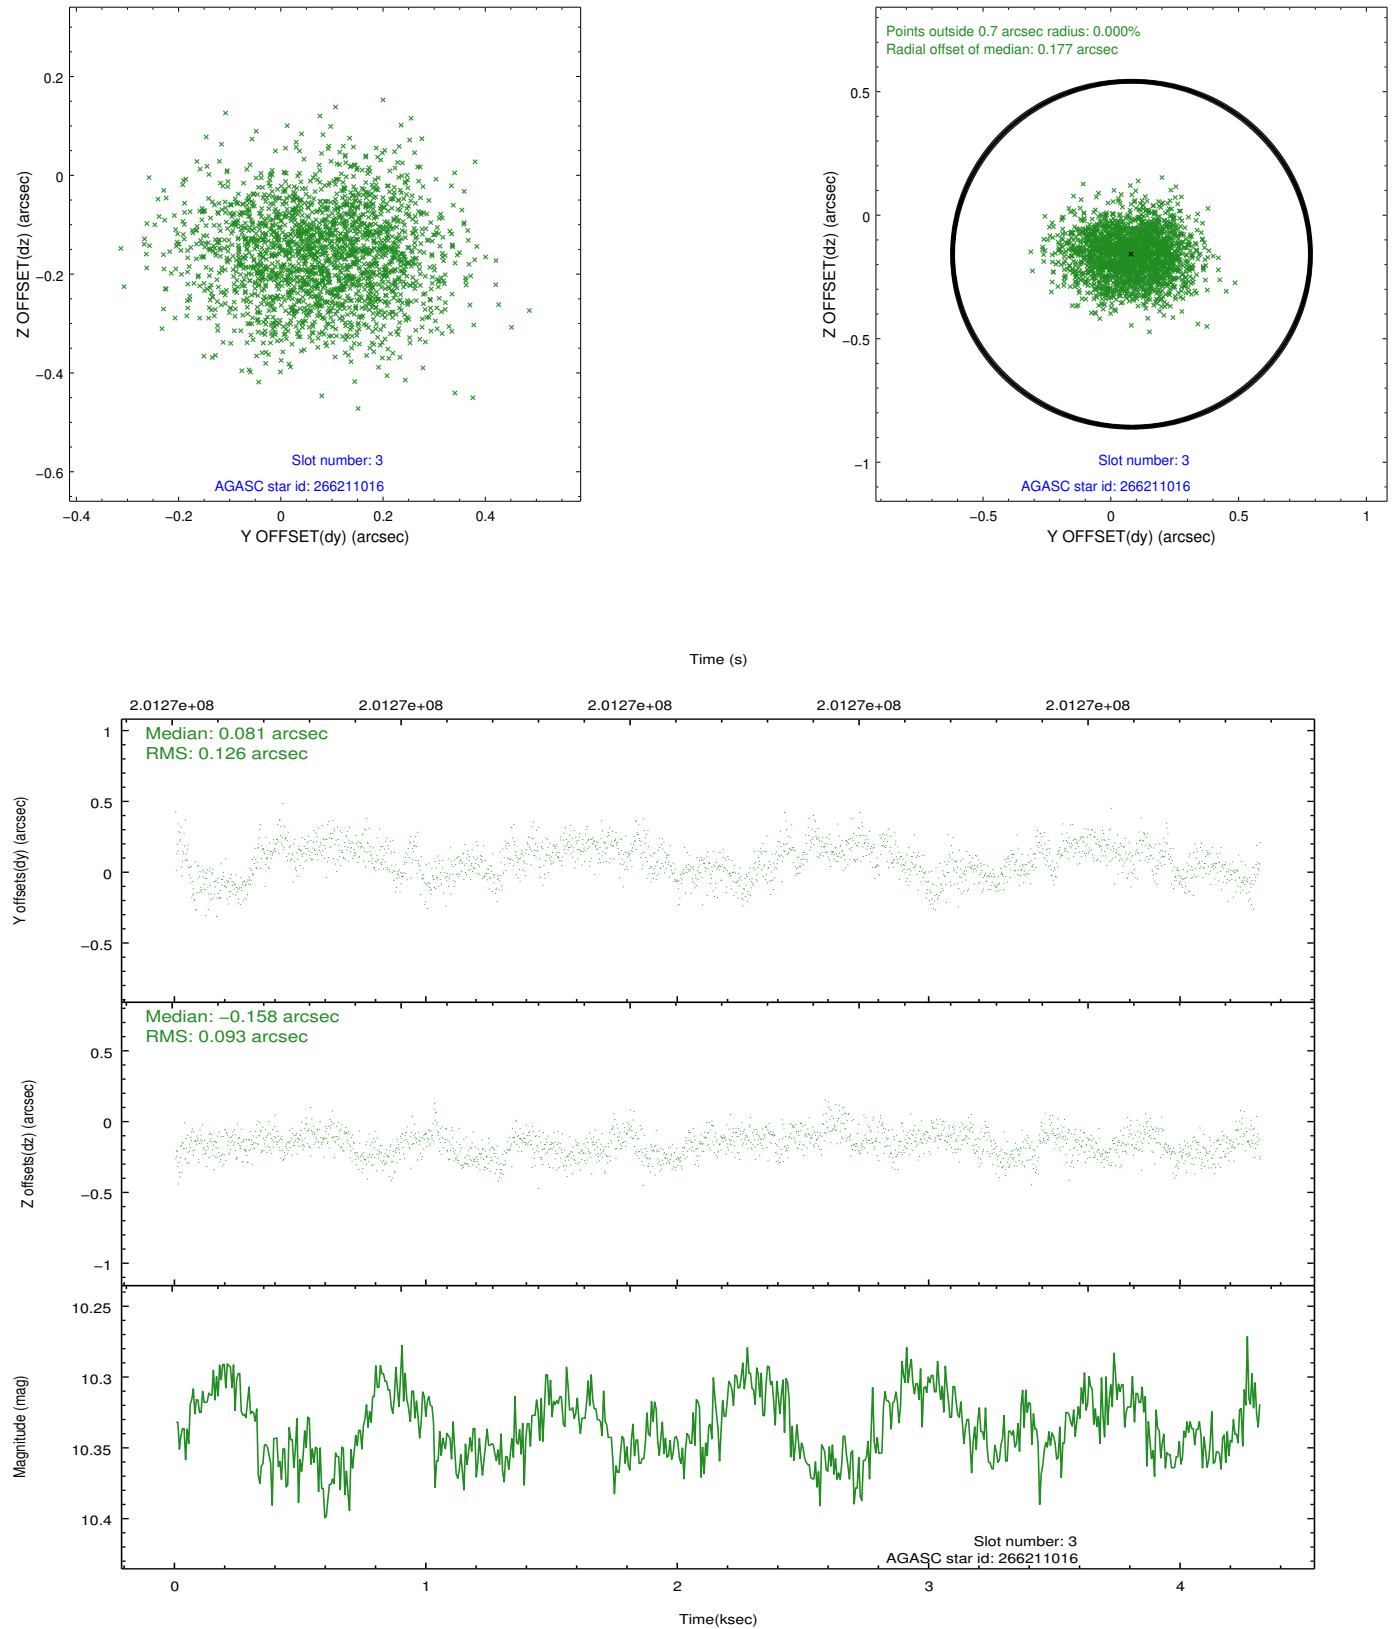 0.2
0
−0.2
−0.4
−0.6
Z OFFSET(dz) (arcsec)
Slot number: 3
AGASC star id: 266211016
−0.4
−0.2
0
0.2
0.4
Y OFFSET(dy) (arcsec)
Points outside 0.7 arcsec radius: 0.000%
Radial offset of median: 0.177 arcsec
0.5
0
−0.5
−1
Z OFFSET(dz) (arcsec)
Slot number: 3
AGASC star id: 266211016
−0.5
0
0.5
1
Y OFFSET(dy) (arcsec)
Time (s)
2.0127e+08
2.0127e+08
2.0127e+08
2.0127e+08
2.0127e+08
Median: 0.081 arcsec
RMS: 0.126 arcsec
1
0.5
0
−0.5
Y offsets(dy) (arcsec)
Median: −0.158 arcsec
RMS: 0.093 arcsec
0.5
0
−0.5
−1
Z offsets(dz) (arcsec)
10.25
10.3
10.35
10.4
Magnitude (mag)
Slot number: 3
AGASC star id: 266211016
0
1
2
3
4
Time(ksec)